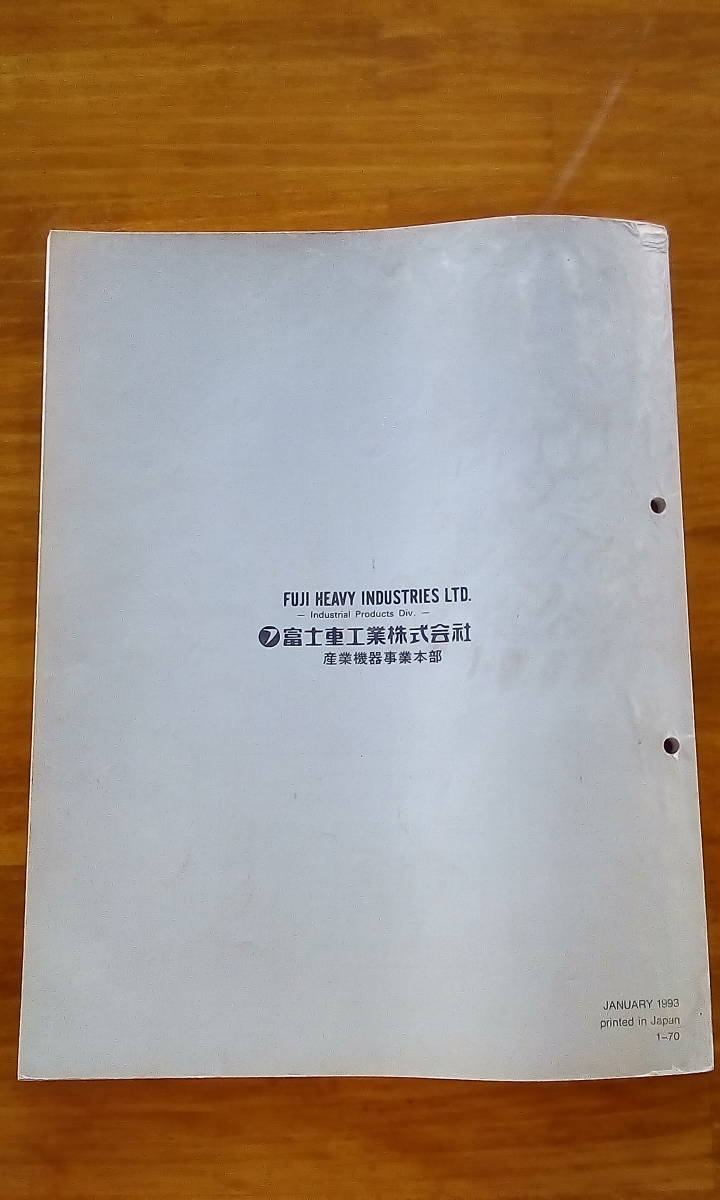 FUJI HEAVY INDUSTRIES LTD.
— Industrial Products Div. —
フ富士重工業株式会社
産業機器事業本部
JANUARY 1993
printed in Japan
1-70